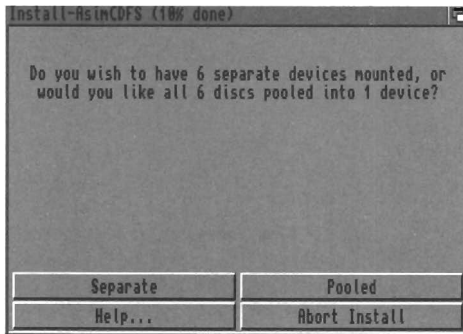 Install-AsimCDFS (10% done)
Do you wish to have 6 separate devices mounted, or
would you like all 6 discs pooled into 1 device?
Separate
Pooled
Help...
Abort Install